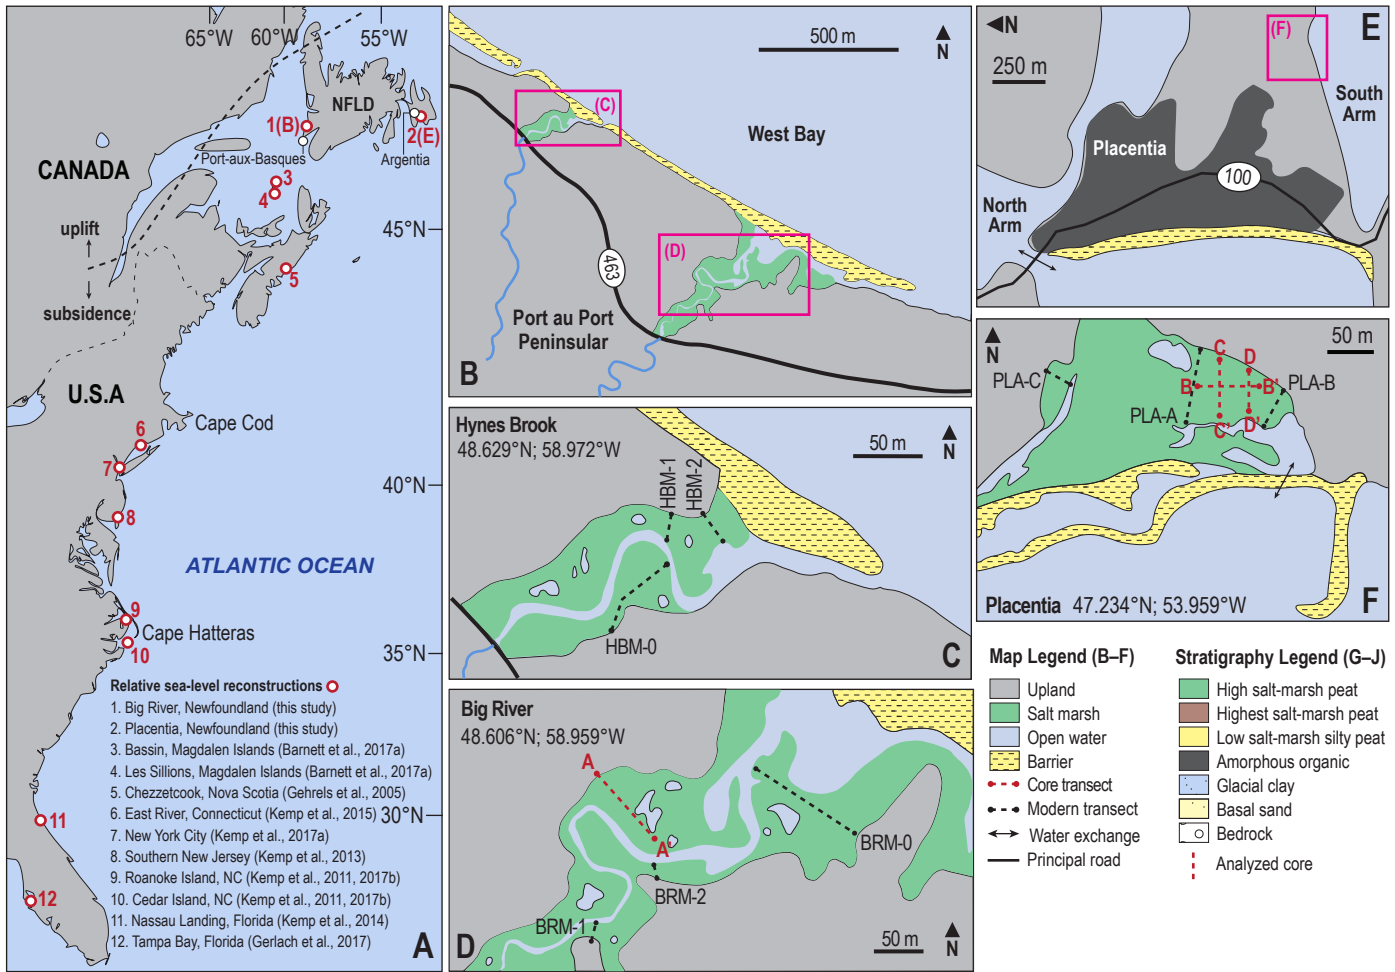 65°W 60°W 55°W
NFLD
1(B)
2(E)
Port-aux-Basques
Argentia
CANADA
3
4
uplift
45°N
subsidence
5
U.S.A
Cape Cod
6
7
40°N
8
ATLANTIC OCEAN
9
Cape Hatteras
10
35°N
Relative sea-level reconstructions
1. Big River, Newfoundland (this study)
2. Placentia, Newfoundland (this study)
3. Bassin, Magdalen Islands (Barnett et al., 2017a)
4. Les Sillions, Magdalen Islands (Barnett et al., 2017a)
5. Chezzetcook, Nova Scotia (Gehrels et al., 2005)
6. East River, Connecticut (Kemp et al., 2015)
30°N
7. New York City (Kemp et al., 2017a)
8. Southern New Jersey (Kemp et al., 2013)
9. Roanoke Island, NC (Kemp et al., 2011, 2017b)
10. Cedar Island, NC (Kemp et al., 2011, 2017b)
11. Nassau Landing, Florida (Kemp et al., 2014)
12. Tampa Bay, Florida (Gerlach et al., 2017)
11
12
A
500 m
N
(C)
West Bay
(D)
463
Port au Port
Peninsular
B
Hynes Brook
48.629°N; 58.972°W
50 m
N
HBM-1
HBM-2
HBM-0
C
Big River
48.606°N; 58.959°W
A
A'
BRM-0
BRM-2
BRM-1
50 m
N
D
N
250 m
(F)
E
South
Arm
Placentia
100
North
Arm
N
50 m
C
D
PLA-C
B
B'
PLA-B
PLA-A
C'
D'
Placentia 47.234°N; 53.959°W
F
Map Legend (B–F)
Upland
Salt marsh
Open water
Barrier
Core transect
Modern transect
Water exchange
Principal road
Stratigraphy Legend (G–J)
High salt-marsh peat
Highest salt-marsh peat
Low salt-marsh silty peat
Amorphous organic
Glacial clay
Basal sand
Bedrock
Analyzed core